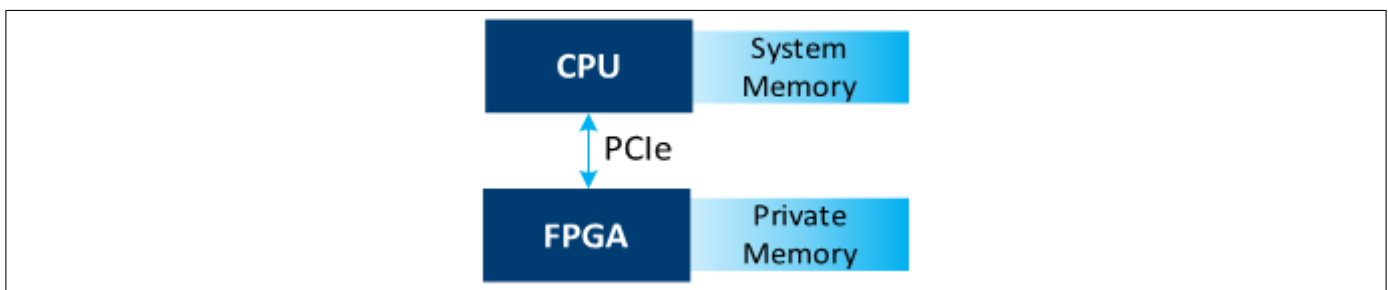 CPU
System
Memory
PCIe
FPGA
Private
Memory